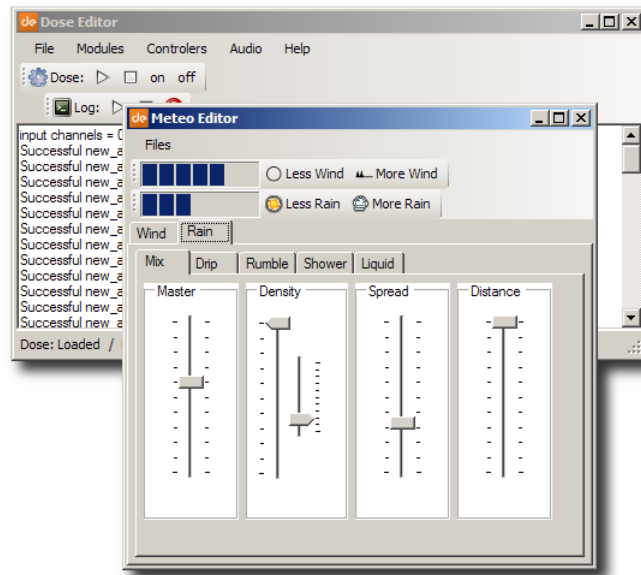 de Dose Editor
File Modules Controlers Audio Help
Dose: on off
Log:
input channels = 
Successful new_a
Successful new_a
Successful new_a
Successful new_a
Successful new_a
Successful new_a
Successful new_a
Successful new_a
Successful new_a
Successful new_a
Successful new_a
Successful new_a
Dose: Loaded /
de Meteo Editor
Files
Less Wind More Wind
Less Rain More Rain
Wind Rain
Mix Drip Rumble Shower Liquid
Master Density Spread Distance